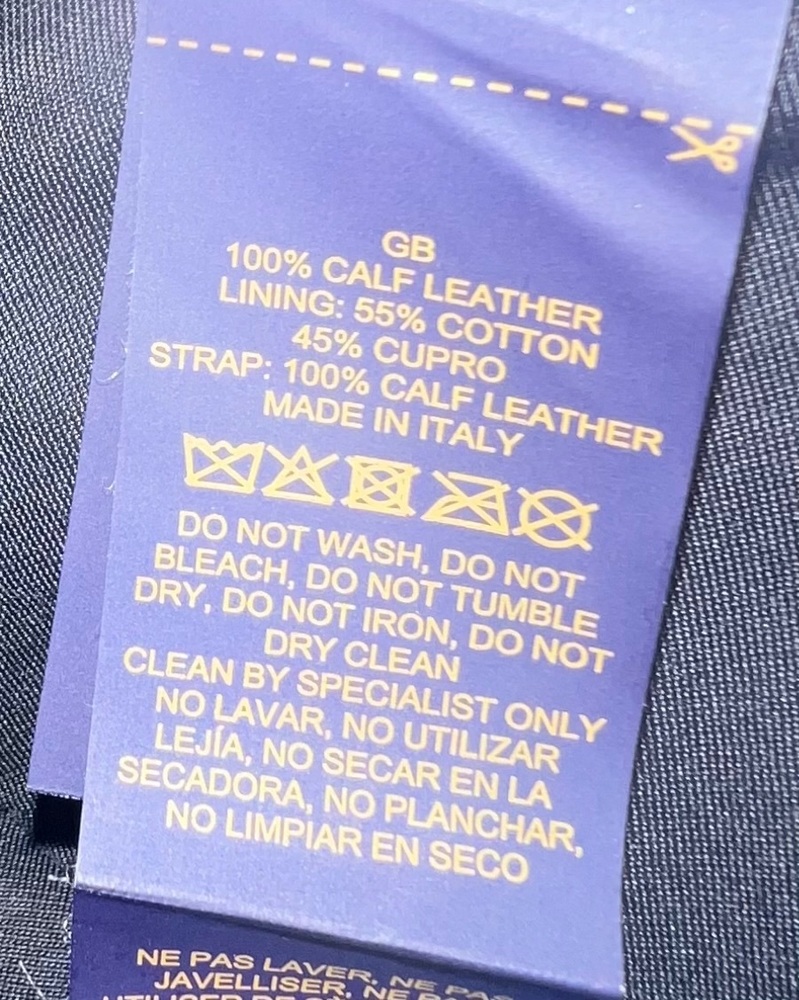 GB
100% CALF LEATHER
LINING: 55% COTTON
45% CUPRO
STRAP: 100% CALF LEATHER
MADE IN ITALY
DO NOT WASH, DO NOT
BLEACH, DO NOT TUMBLE
DRY, DO NOT IRON, DO NOT
DRY CLEAN
CLEAN BY SPECIALIST ONLY
NO LAVAR, NO UTILIZAR
LEJÍA, NO SECAR EN LA
SECADORA, NO PLANCHAR,
NO LIMPIAR EN SECO
NE PAS LAVER, NE PAS
JAVELLISER, NE